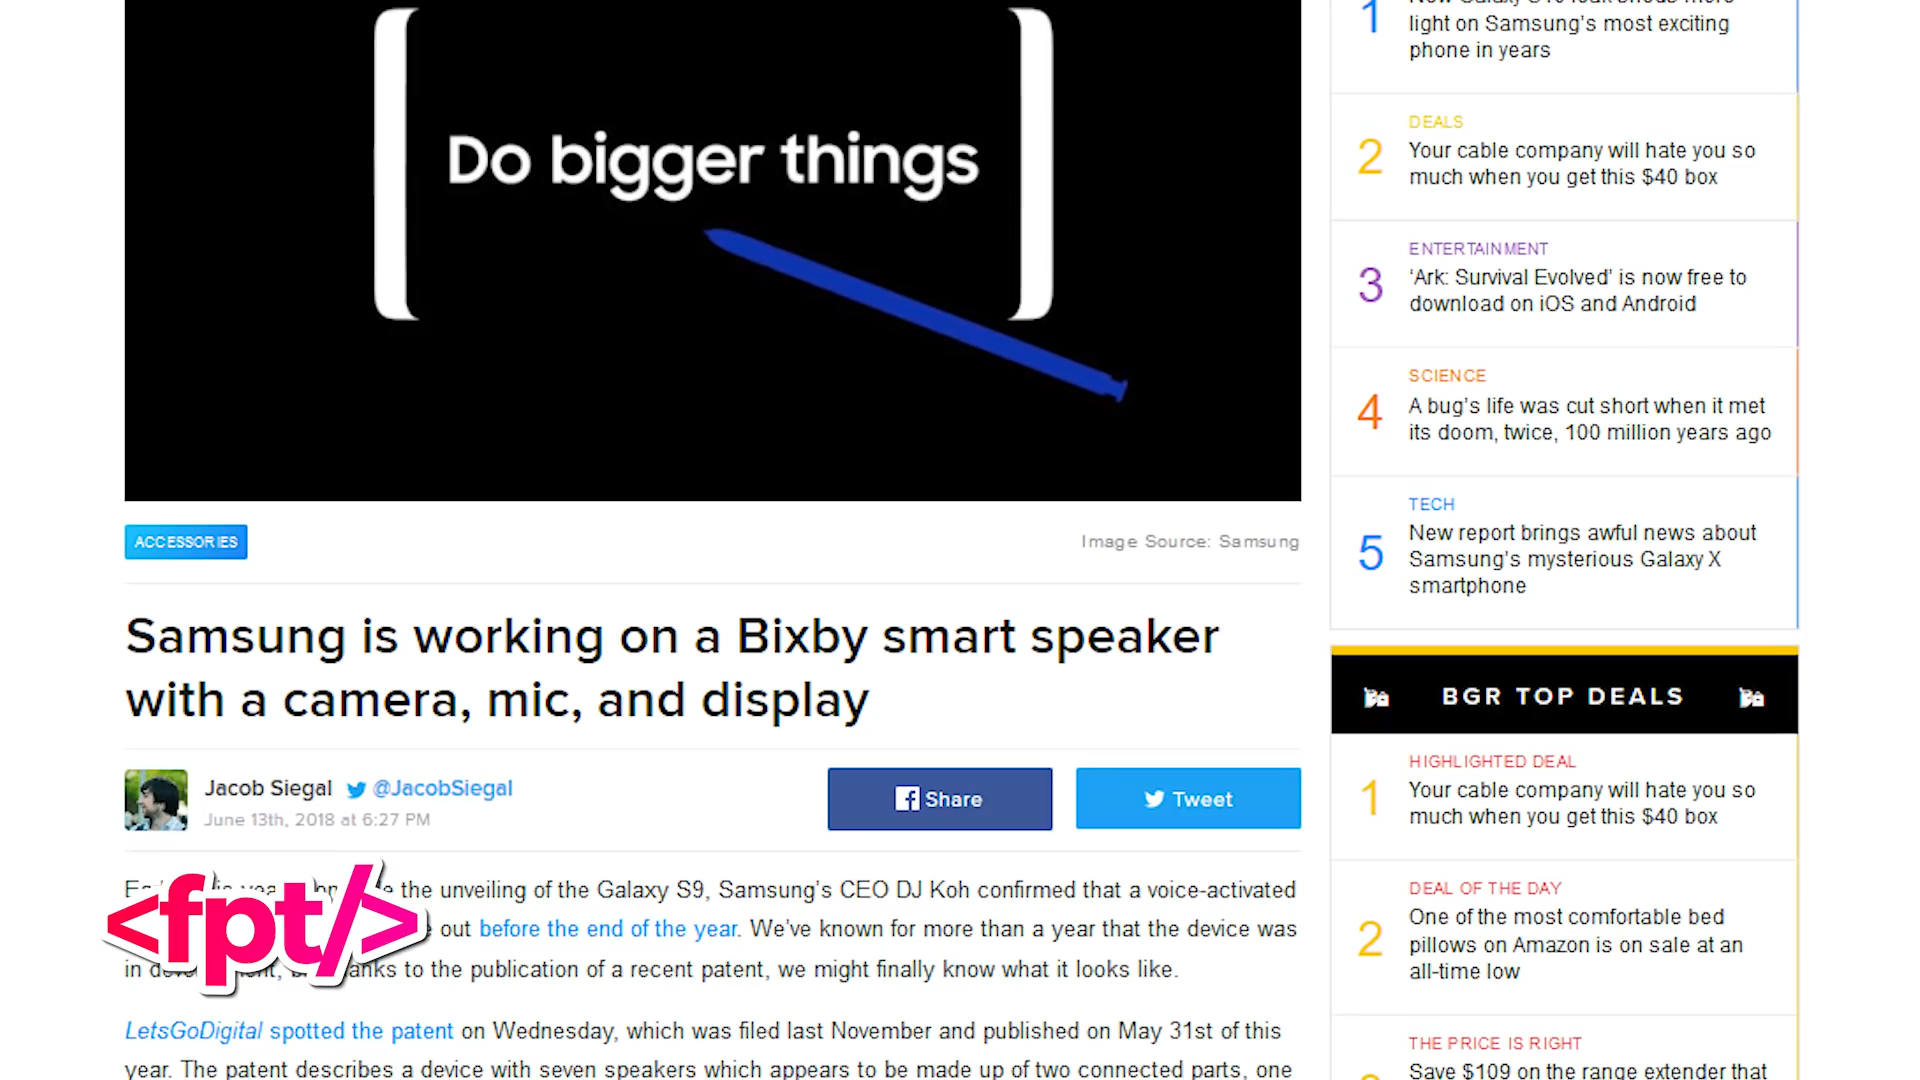 Do bigger things
ACCESSORIES
Image Source: Samsung
Samsung is working on a Bixby smart speaker
with a camera, mic, and display
Jacob Siegal @JacobSiegal
June 13th, 2018 at 6:27 PM
Share
Tweet
the unveiling of the Galaxy S9, Samsung's CEO DJ Koh confirmed that a voice-activated
out before the end of the year. We've known for more than a year that the device was
in to the publication of a recent patent, we might finally know what it looks like.
<fpt/>
LetsGoDigital spotted the patent on Wednesday, which was filed last November and published on May 31st of this
year. The patent describes a device with seven speakers which appears to be made up of two connected parts, one
1
light on Samsung's most exciting
phone in years
DEALS
2
Your cable company will hate you so
much when you get this $40 box
ENTERTAINMENT
3
'Ark: Survival Evolved' is now free to
download on iOS and Android
SCIENCE
4
A bug's life was cut short when it met
its doom, twice, 100 million years ago
TECH
5
New report brings awful news about
Samsung's mysterious Galaxy X
smartphone
BGR TOP DEALS
HIGHLIGHTED DEAL
1
Your cable company will hate you so
much when you get this $40 box
DEAL OF THE DAY
2
One of the most comfortable bed
pillows on Amazon is on sale at an
all-time low
THE PRICE IS RIGHT
Save $109 on the range extender that